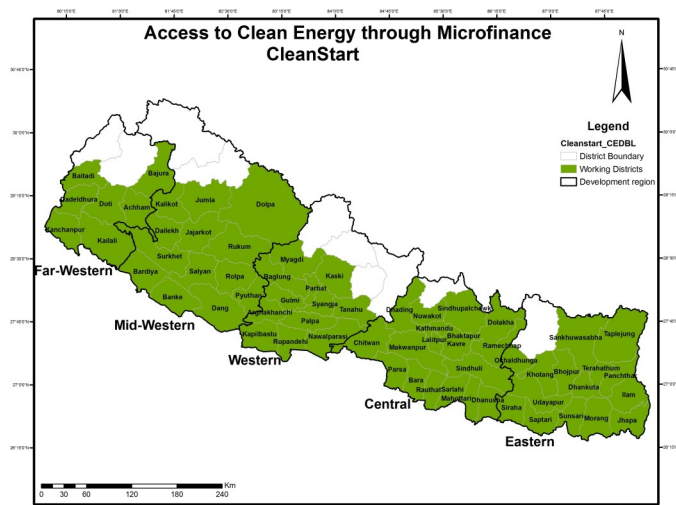 Access to Clean Energy through Microfinance
CleanStart
N
Legend
Cleanstart_CEDBL
District Boundary
Working Districts
Development region
Baitadi
Bajura
Dadeldhura
Doti
Achham
Kalikot
Jumla
Dolpa
Kanchanpur
Kailali
Dailekh
Jajarkot
Rukum
Surkhet
Far-Western
Bardiya
Salyan
Rolpa
Myagdi
Kaski
Baglung
Parbat
Banke
Dang
Pyuthan
Gulmi
Syangja
Tanahu
Mid-Western
Arghakhanchi
Palpa
Kapilbastu
Rupandehi
Nawalparasi
Western
Dhading
Nuwakot
Sindhupalchawk
Dolakha
Kathmandu
Lalitpur
Bhaktapur
Kavre
Ramechhap
Chitwan
Makwanpur
Okhaldhunga
Sankhuwasabha
Taplejung
Parsa
Sindhuli
Khotang
Bhojpur
Terahathum
Panchthar
Bara
Rauthat
Sarlahi
Mahottari
Dhanusha
Dhankuta
Ilam
Central
Siraha
Udayapur
Saptari
Sunsari
Morang
Jhapa
Eastern
0 15 30 60 120 180 240
Km